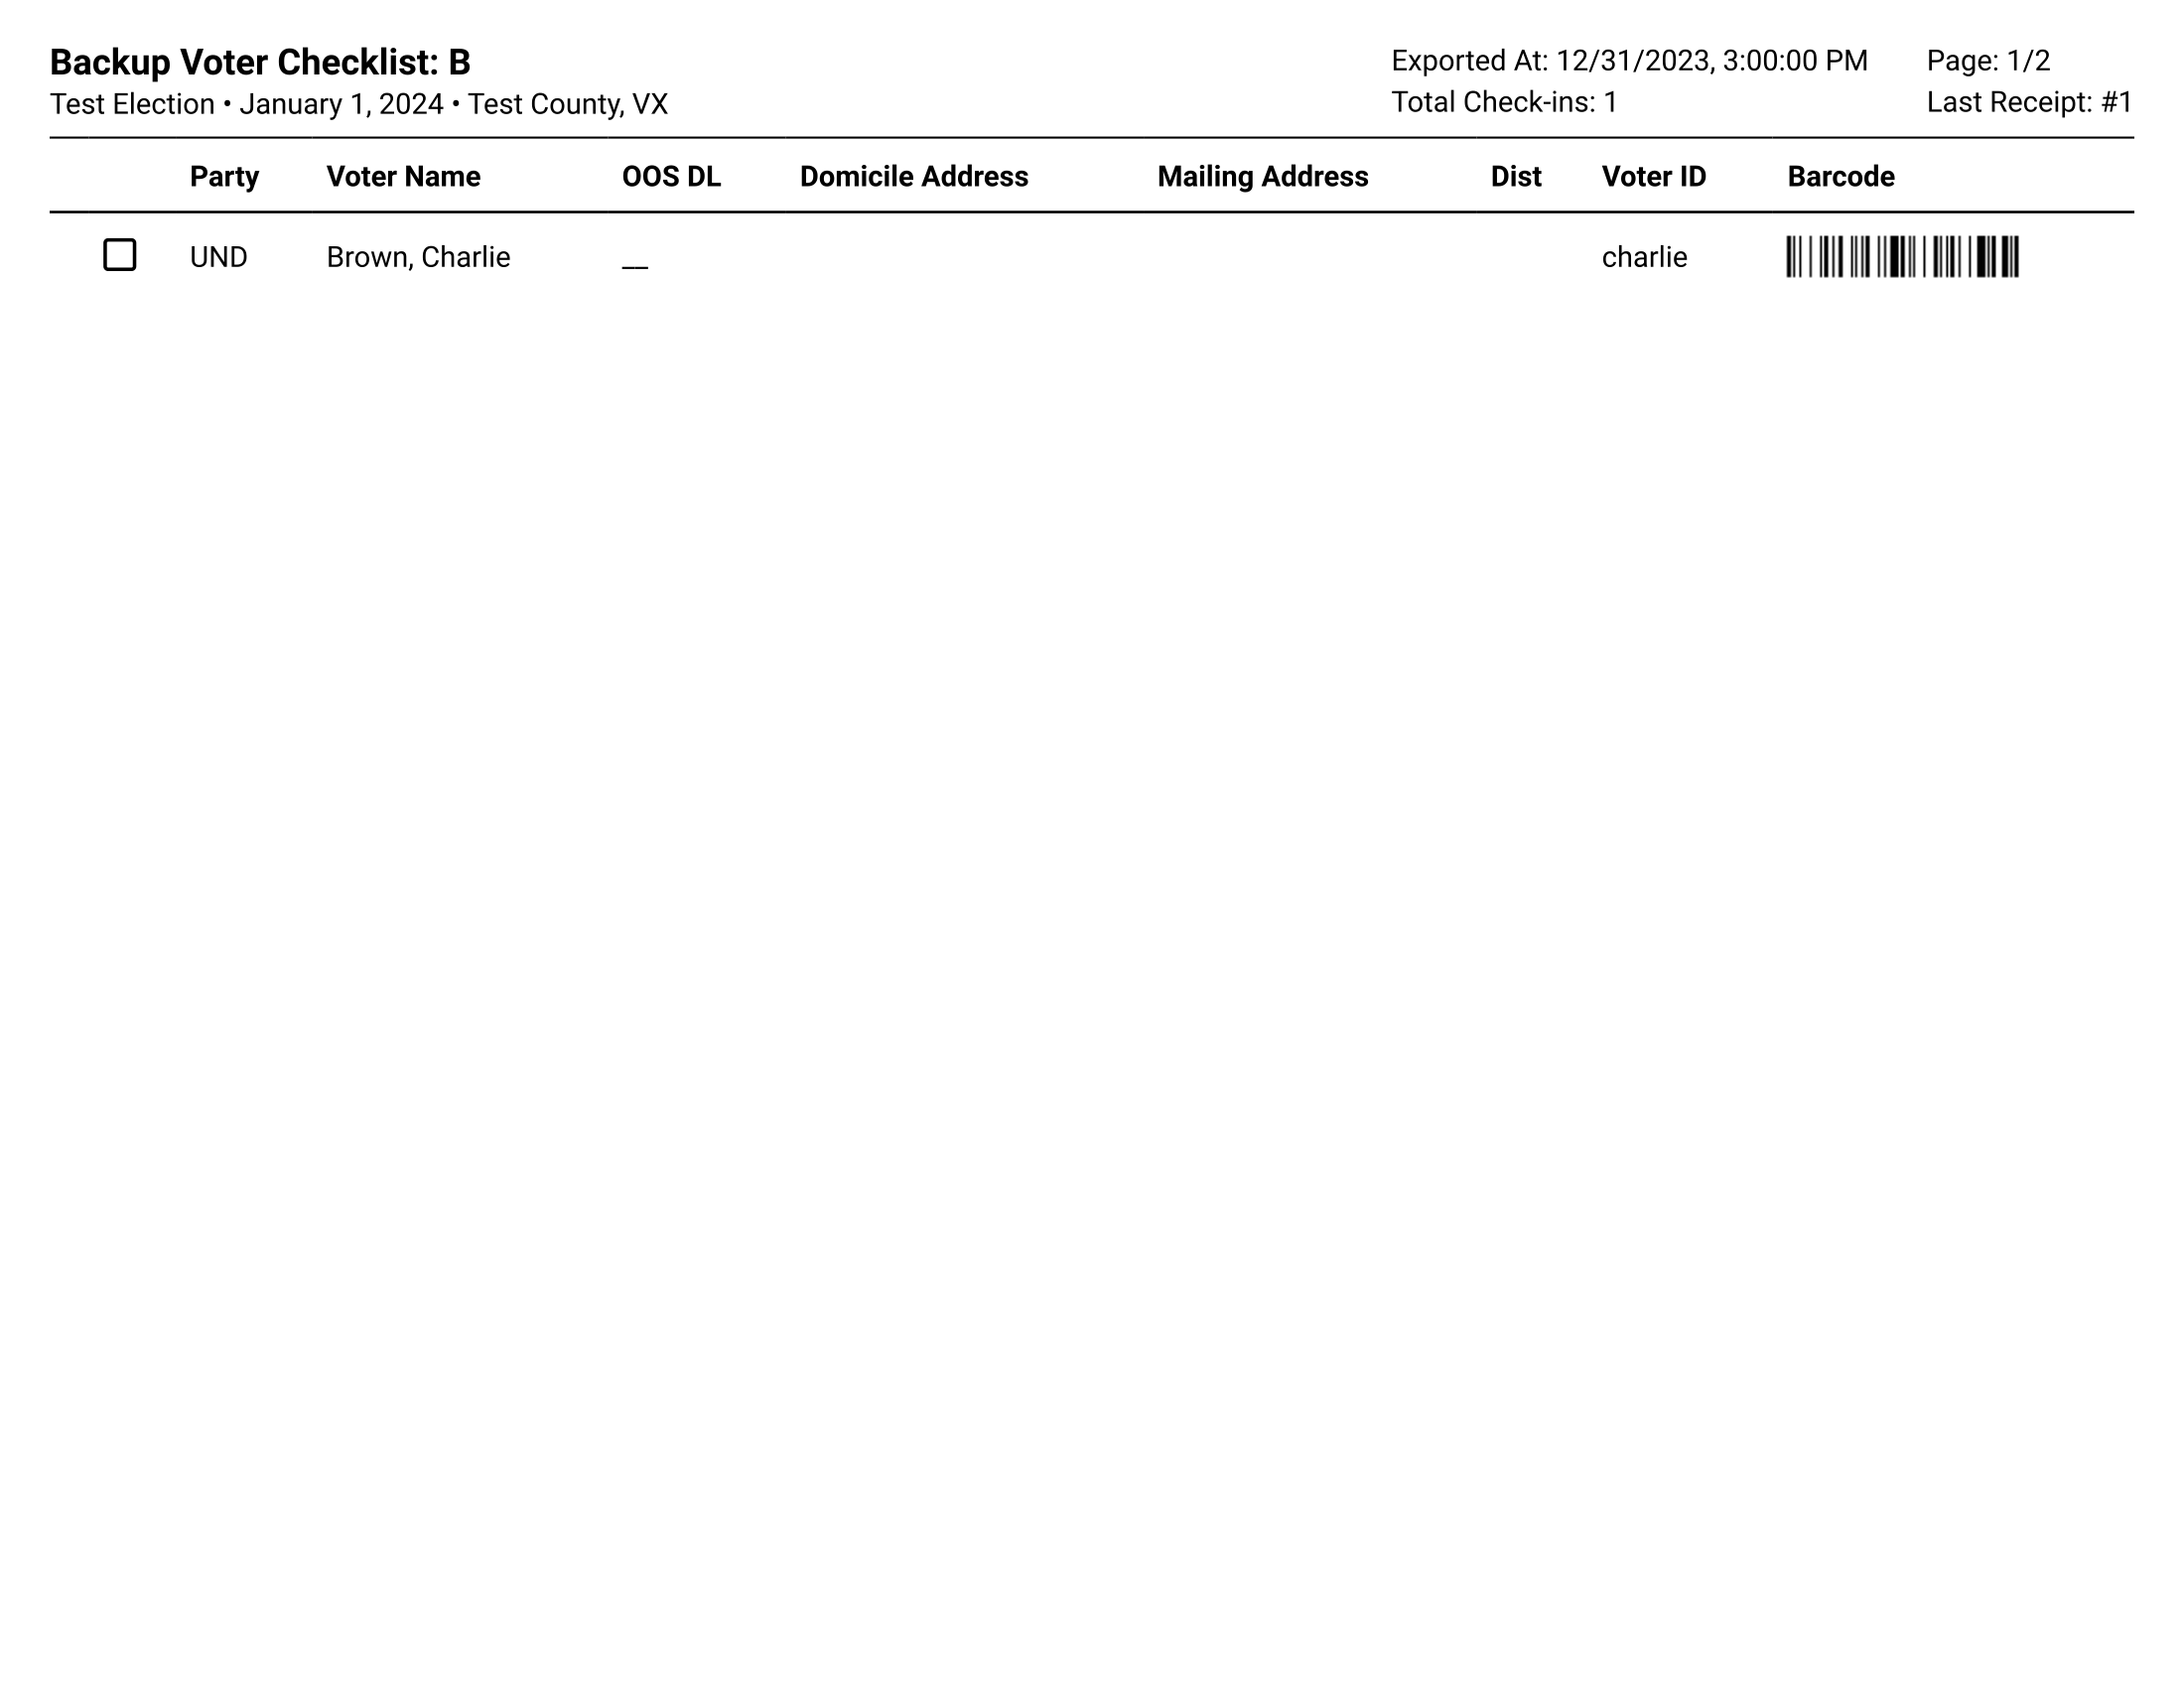 Backup Voter Checklist: B
Test Election • January 1, 2024 • Test County, VX
Exported At: 12/31/2023, 3:00:00 PM
Total Check-ins: 1
Page: 1/2
Last Receipt: #1
Party Voter Name OOS DL Domicile Address Mailing Address Dist Voter ID Barcode
UND Brown, Charlie __ charlie